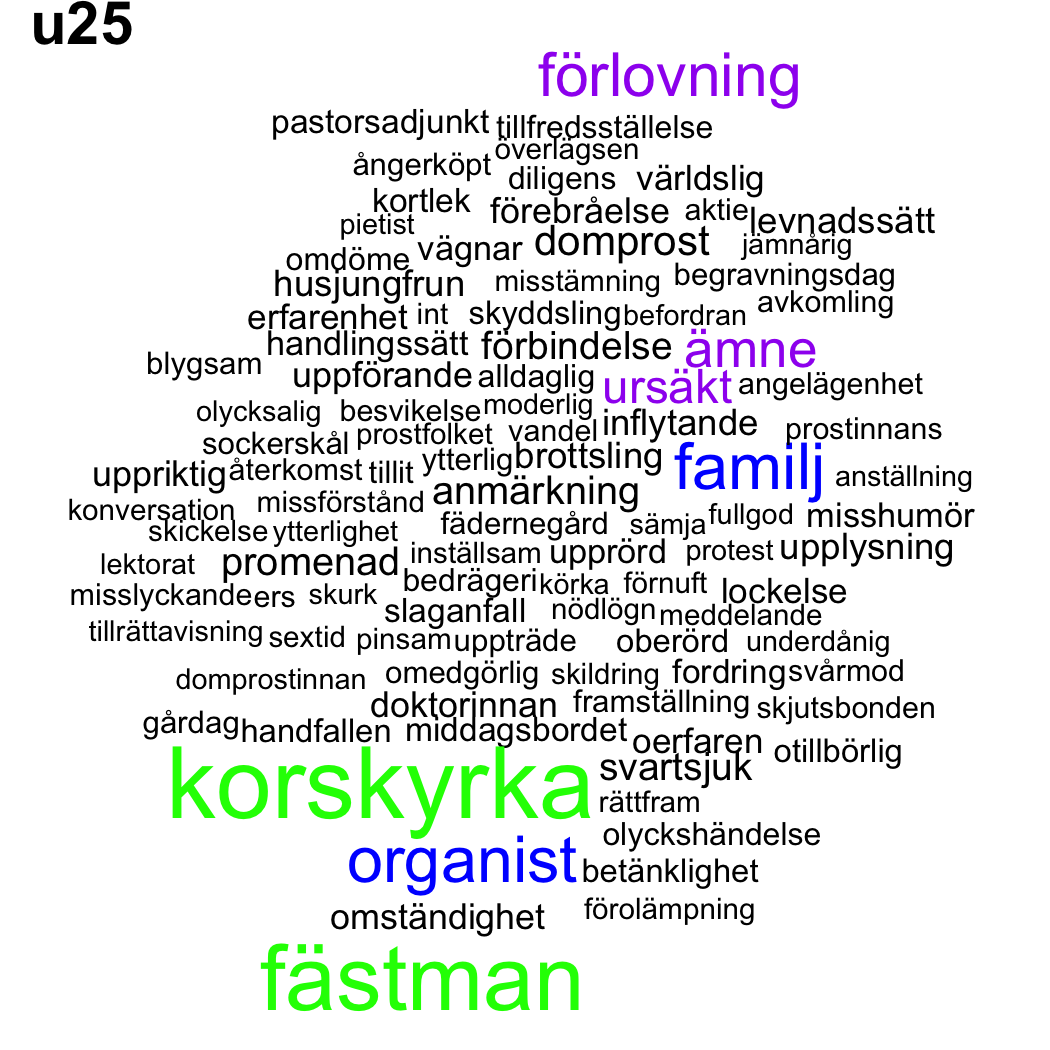 u25
förlovning
pastorsadjunkt tillfredsställelse
överlägsen
ångerköpt diligens världslig
kortlek förebråelse aktie levnadssätt
pietist vägnar domprost jämnårig
omdöme misstämning begravningsdag
husjungfrun skyddsling befordran avkomling
erfarenhet int
handlingssätt förbindelse ämne
blygsam uppförande alldaglig ursäkt angelägenhet
olycksalig besvikelse moderlig inflytande
sockerskål prostfolket vandel prostinnans
uppriktig återkomst tillit ytterlig brottsling familj anställning
konversation missförstånd anmärkning
skickelse ytterlighet fädernegård sämja fullgod misshumör
lektorat promenad inställsam upprörd protest upplysning
misslyckande ers skurk bedrägeri körka förnuft lockelse
slaganfall nödlögn meddelande
tillrättavisning sextid pinsam uppträde oberörd underdånig
domprostinnan omedgörlig skildring fordring svårmod
doktorinnan framställning skjutsbonden
gårdag handfallen middagsbordet oerfaren otillbörlig
korskyrka svartsjuk
rättfram
olyckshändelse
organist betänklighet
omständighet förolämpning
fästman